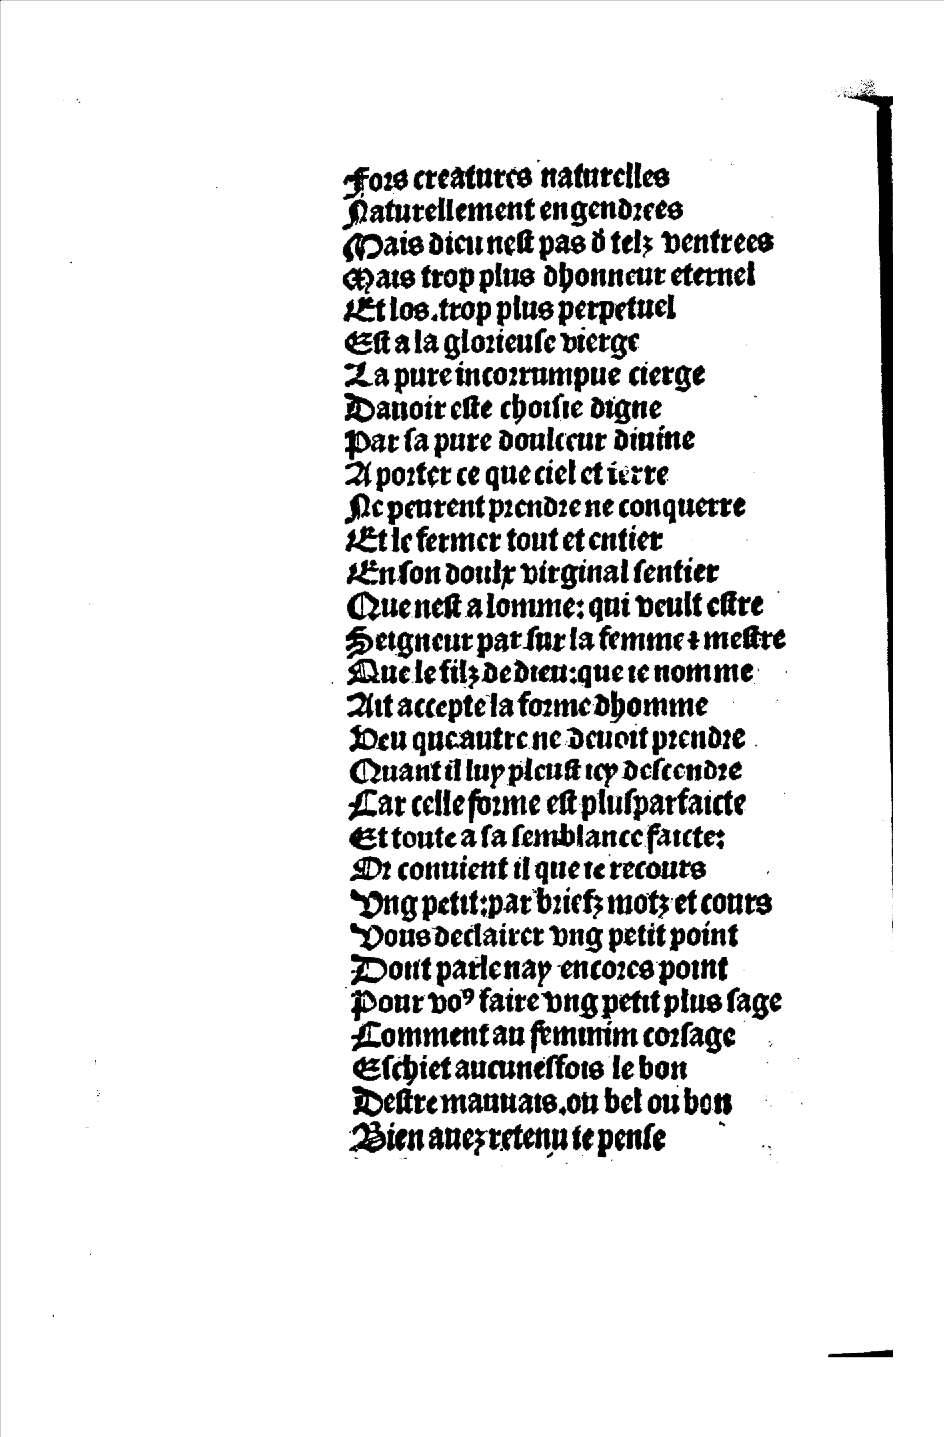 Fors creatures naturelles
Naturellement engendrees
Mais dieu nest pas d̄ telz ventrees
Mais trop plus dhonneur eternel
Et los.trop plus perpetuel
Est a la glorieuſe vierge
La pure incorrumpue cierge
Dauoir eſte choiſie digne
Par ſa pure doulceur diuine
A porter ce que ciel et terre
Ne peurent prendre ne conquerre
Et le fermer tout et entier
En ſon doulx virginal ſentier
Que neſt a lomme: qui veult eſtre
Seigneur par ſur la femme ⁊ meſtre
Que le filz de dieu:que ie nomme
Ait accepte la forme dhomme
Veu que autre ne deuoit prendre
Quant il luy pleuſt icy deſcendre
Car celle forme eſt pluſparfaicte
Et toute a ſa ſemblance faicte:
Or conuient il que ie recours
Vng petit:par briefz motz et cours
Vous declairer vng petit point
Dont parle nay encores point
Pour voꝰ faire vng petit plus ſage
Comment au feminim corſage
Eſchiet aucuneſfois le bon
Deſtre mauuais.ou bel ou bon
Bien auez retenu ie penſe